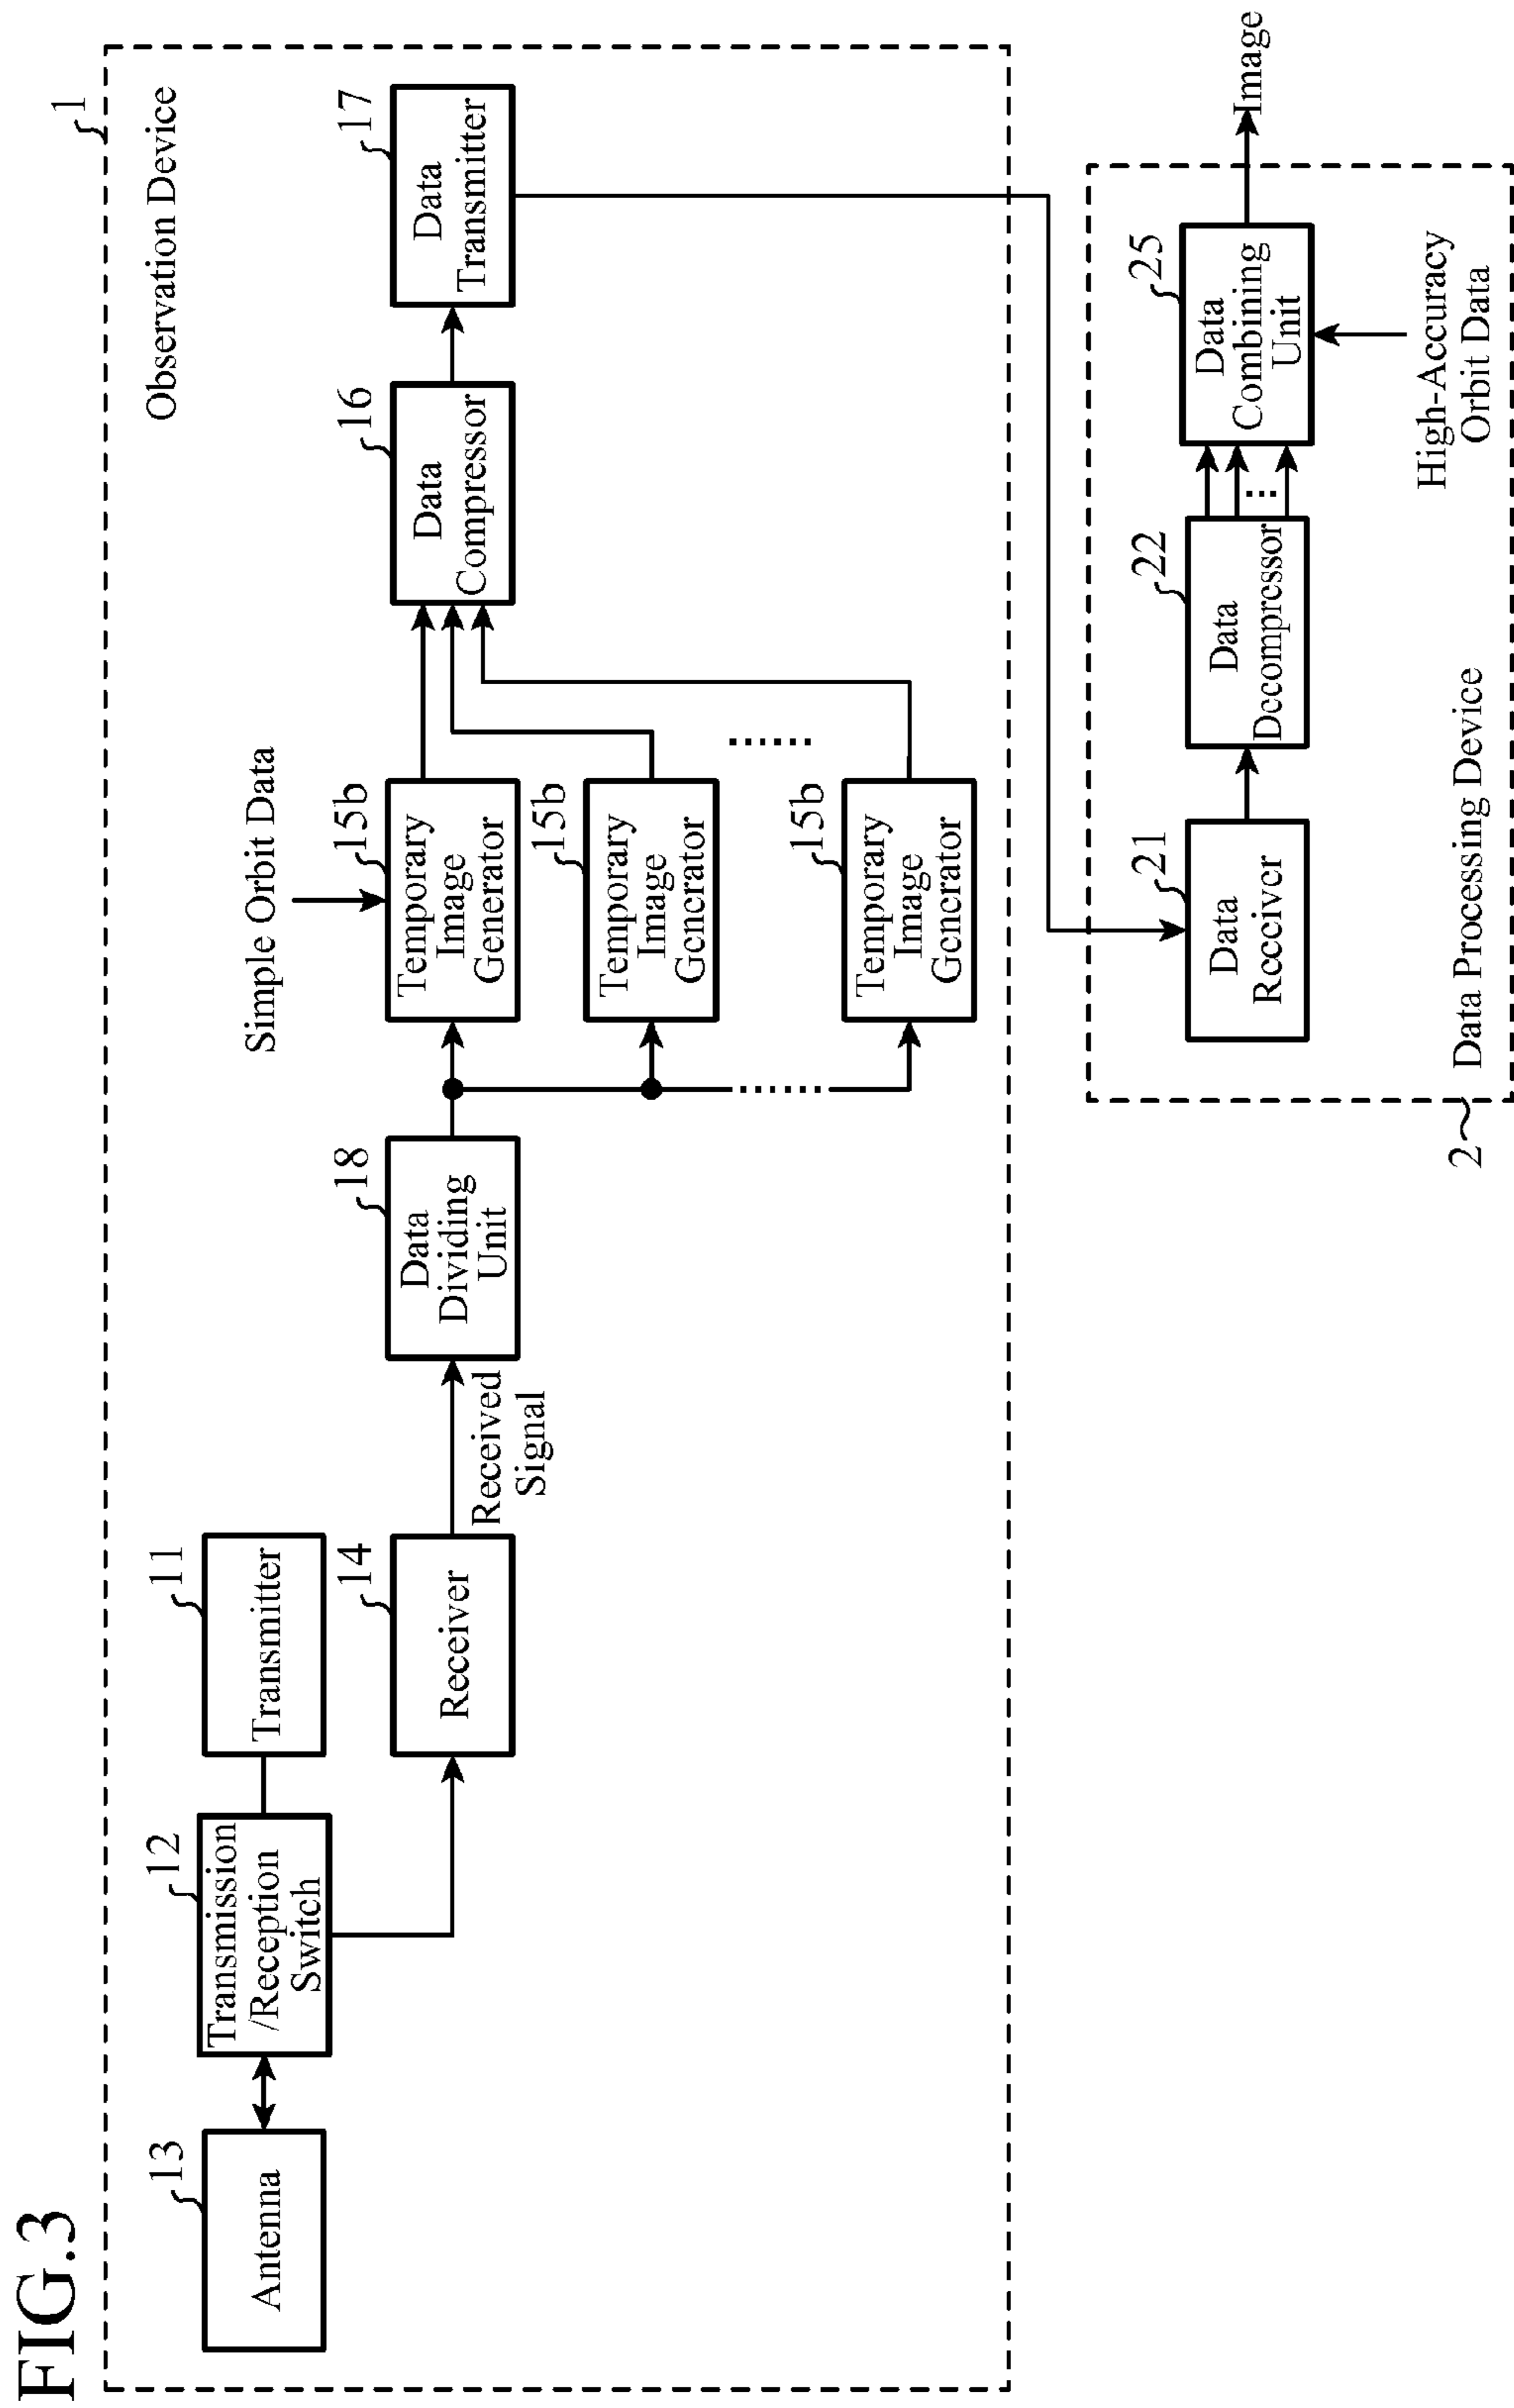 FIG.3
1
Observation Device
13
Antenna
12
Transmission
/Reception
Switch
11
Transmitter
14
Receiver
Received
Signal
18
Data
Dividing
Unit
Simple Orbit Data
15b
Temporary
Image
Generator
15b
Temporary
Image
Generator
15b
Temporary
Image
Generator
16
Data
Compressor
17
Data
Transmitter
2
Data Processing Device
21
Data
Receiver
22
Data
Decompressor
25
Data
Combining
Unit
High-Accuracy
Orbit Data
Image